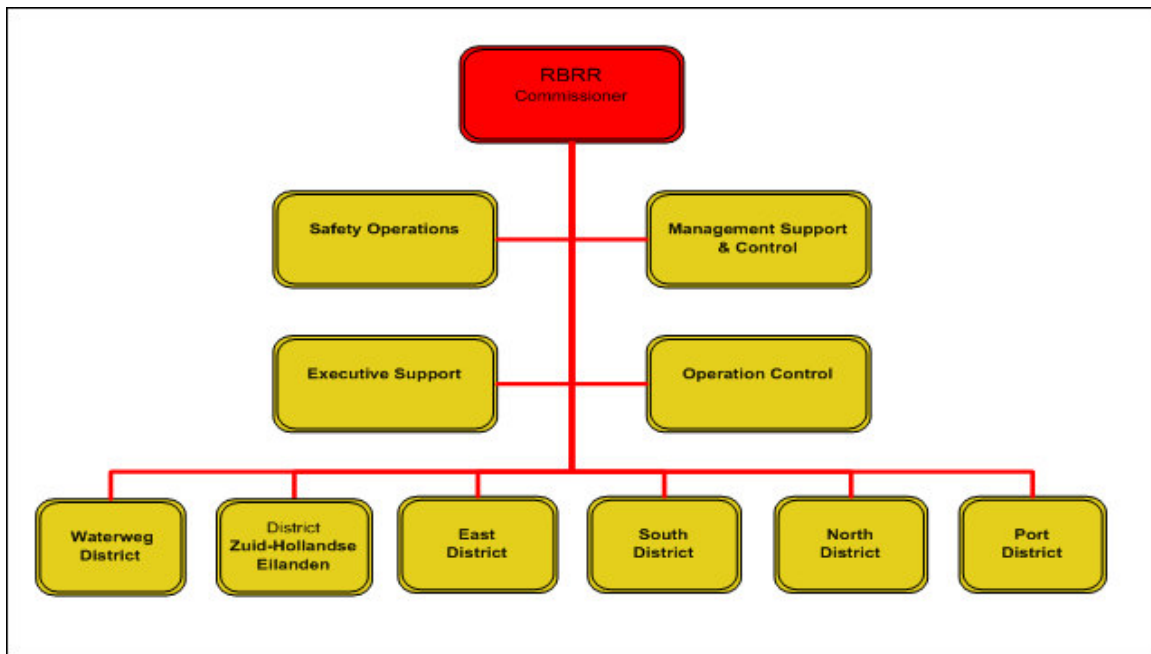 RBRR
Commissioner
Safety Operations
Management Support
& Control
Executive Support
Operation Control
Waterweg
District
District
Zuid-Hollandse
Eilanden
East
District
South
District
North
District
Port
District